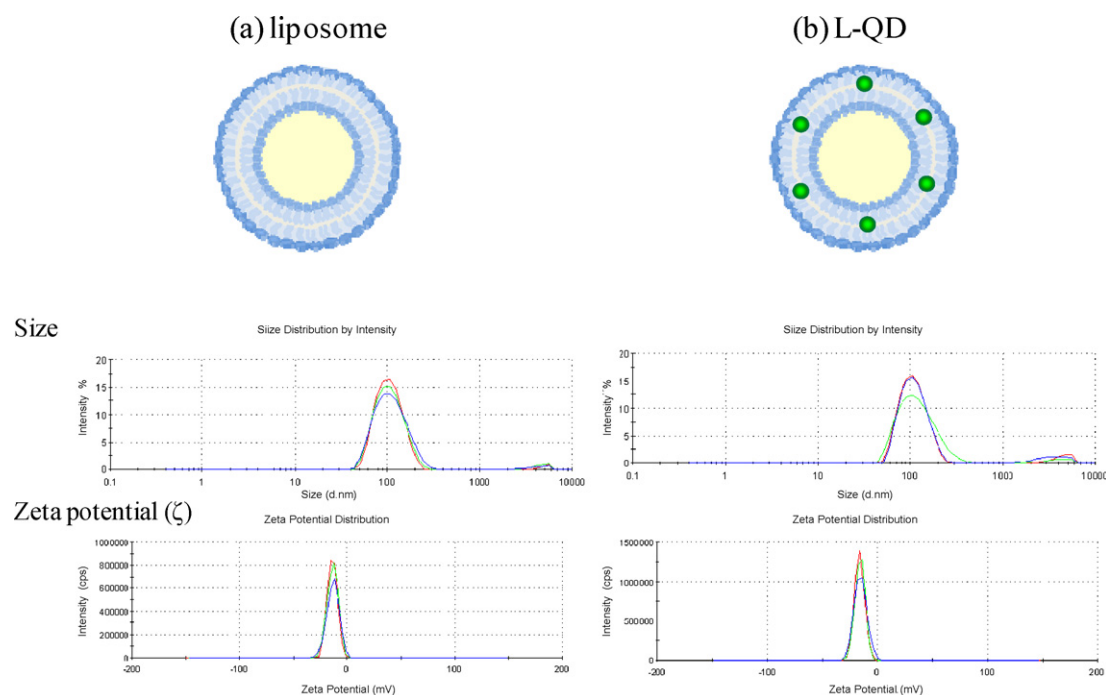 (a) liposome
(b) L-QD
Size
Siize Distribution by Intensity
Siize Distribution by Intensity
20
15
10
5
0
Intensity %
0.1
1
10
100
1000
10000
Size (d.nm)
20
15
10
5
0
Intensity %
0.1
1
10
100
1000
10000
Size (d.nm)
Zeta potential (ζ)
Zeta Potential Distribution
Zeta Potential Distribution
1000000
800000
600000
400000
200000
0
Intensity (cps)
-200
-100
0
100
200
Zeta Potential (mV)
1500000
1000000
500000
0
Intensity (cps)
-200
-100
0
100
200
Zeta Potential (mV)